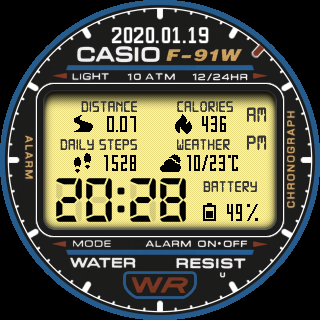 2020.01.19
CASIO F-91W
LIGHT 10 ATM 12/24HR
DISTANCE CALORIES AM
0.07 436
DAILY STEPS WEATHER PM
1528 10/23°C
20:28 BATTERY
49%
ALARM
CHRONOGRAPH
MODE ALARM ON•OFF
WATER RESIST
U
WR